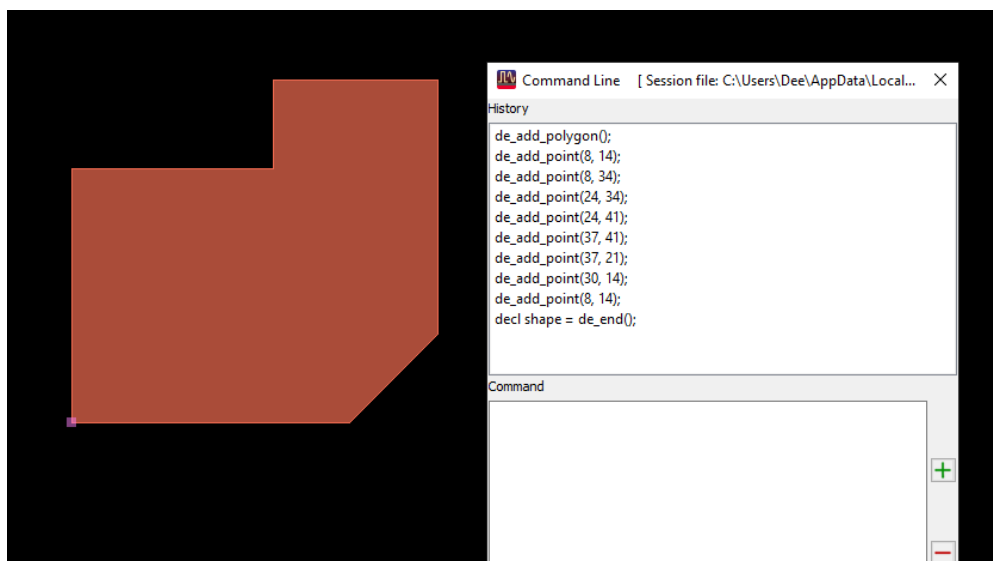 Command Line [ Session file: C:\Users\Dee\AppData\Local...
History
de_add_polygon();
de_add_point(8, 14);
de_add_point(8, 34);
de_add_point(24, 34);
de_add_point(24, 41);
de_add_point(37, 41);
de_add_point(37, 21);
de_add_point(30, 14);
de_add_point(8, 14);
decl shape = de_end();
Command